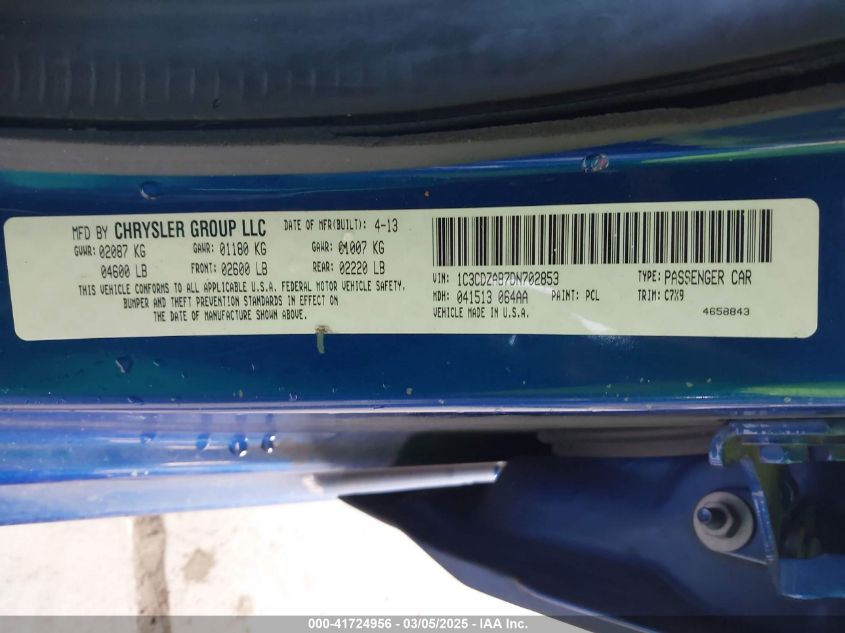 MFD BY CHRYSLER GROUP LLC DATE OF MFR(BUILT): 4-13
GVWR: 02087 KG GAWR: 01180 KG GAWR: 01007 KG
04600 LB FRONT: 02600 LB REAR: 02220 LB
THIS VEHICLE CONFORMS TO ALL APPLICABLE U.S.A. FEDERAL MOTOR VEHICLE SAFETY,
BUMPER AND THEFT PREVENTION STANDARDS IN EFFECT ON
THE DATE OF MANUFACTURE SHOWN ABOVE.
VIN: 1C3CDZAB7DN702853 TYPE: PASSENGER CAR
MDH: 041513 064AA PAINT: PCL TRIM: C7X9
VEHICLE MADE IN U.S.A. 4658843
000-41724956 - 03/05/2025 - IAA Inc.